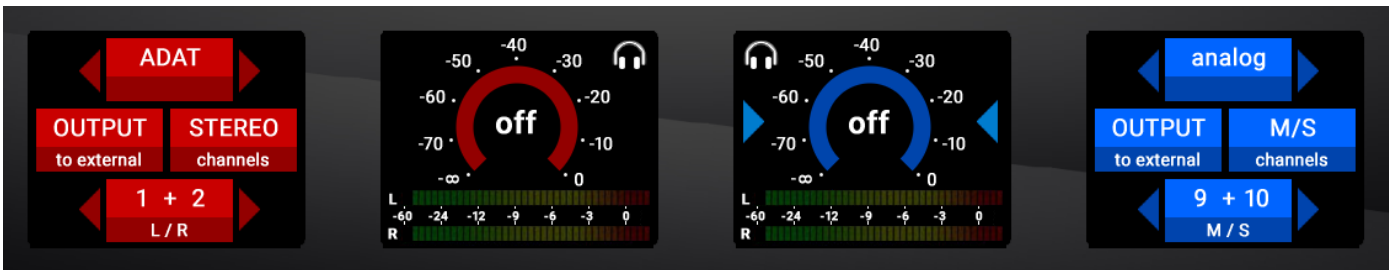 ADAT
OUTPUT
to external
STEREO
channels
1 + 2
L / R
-40
-50
-30
-60
-20
off
-70
-10
-∞
0
L
-60 -24 -12 -9 -6 -3 0
R
-40
-50
-30
-60
-20
off
-70
-10
-∞
0
L
-60 -24 -12 -9 -6 -3 0
R
analog
OUTPUT
to external
M/S
channels
9 + 10
M / S